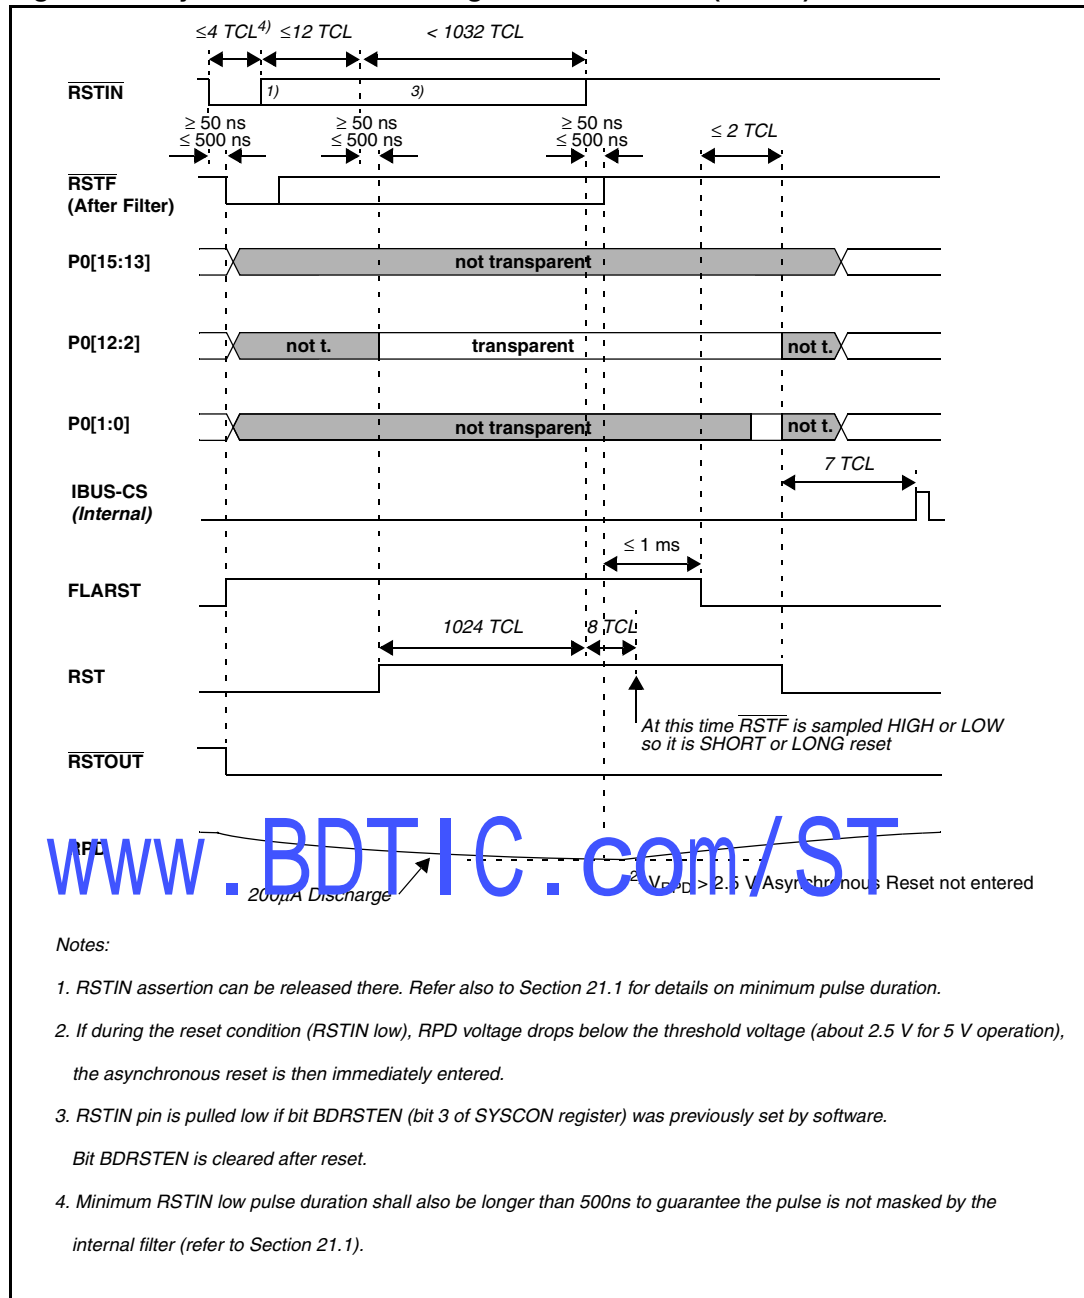 ≤4 TCL4) ≤12 TCL < 1032 TCL
RSTIN
1) 3)
≥ 50 ns ≥ 50 ns ≥ 50 ns
≤ 500 ns ≤ 500 ns ≤ 500 ns
≤ 2 TCL
RSTF
(After Filter)
P0[15:13] not transparent
P0[12:2] not t. transparent not t.
P0[1:0] not transparent not t.
7 TCL
IBUS-CS
(Internal)
≤ 1 ms
FLARST
1024 TCL 8 TCL
RST
At this time RSTF is sampled HIGH or LOW
so it is SHORT or LONG reset
RSTOUT
www.BDTIC.com/ST
RPD
200μA Discharge
2) VRPD > 2.5 V Asynchronous Reset not entered
Notes:
1. RSTIN assertion can be released there. Refer also to Section 21.1 for details on minimum pulse duration.
2. If during the reset condition (RSTIN low), RPD voltage drops below the threshold voltage (about 2.5 V for 5 V operation),
the asynchronous reset is then immediately entered.
3. RSTIN pin is pulled low if bit BDRSTEN (bit 3 of SYSCON register) was previously set by software.
Bit BDRSTEN is cleared after reset.
4. Minimum RSTIN low pulse duration shall also be longer than 500ns to guarantee the pulse is not masked by the
internal filter (refer to Section 21.1).